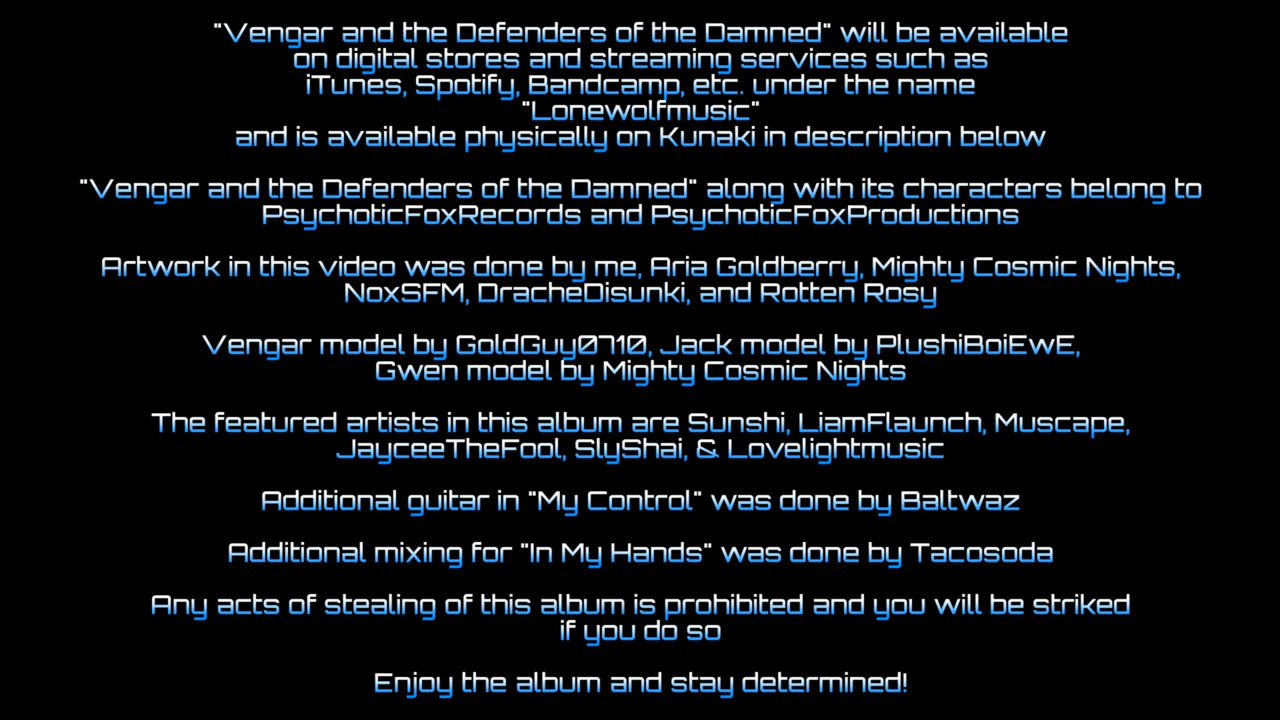 "Vengar and the Defenders of the Damned" will be available
on digital stores and streaming services such as
iTunes, Spotify, Bandcamp, etc. under the name
"Lonewolfmusic"
and is available physically on Kunaki in description below
"Vengar and the Defenders of the Damned" along with its characters belong to
PsychoticFoxRecords and PsychoticFoxProductions
Artwork in this video was done by me, Aria Goldberry, Mighty Cosmic Nights,
NoxSFM, DracheDisunki, and Rotten Rosy
Vengar model by GoldGuy0710, Jack model by PlushiBoiEwE,
Gwen model by Mighty Cosmic Nights
The featured artists in this album are Sunshi, LiamFlaunch, Muscape,
JayceeTheFool, SlyShai, & Lovelightmusic
Additional guitar in "My Control" was done by Baltwaz
Additional mixing for "In My Hands" was done by Tacosoda
Any acts of stealing of this album is prohibited and you will be striked
if you do so
Enjoy the album and stay determined!